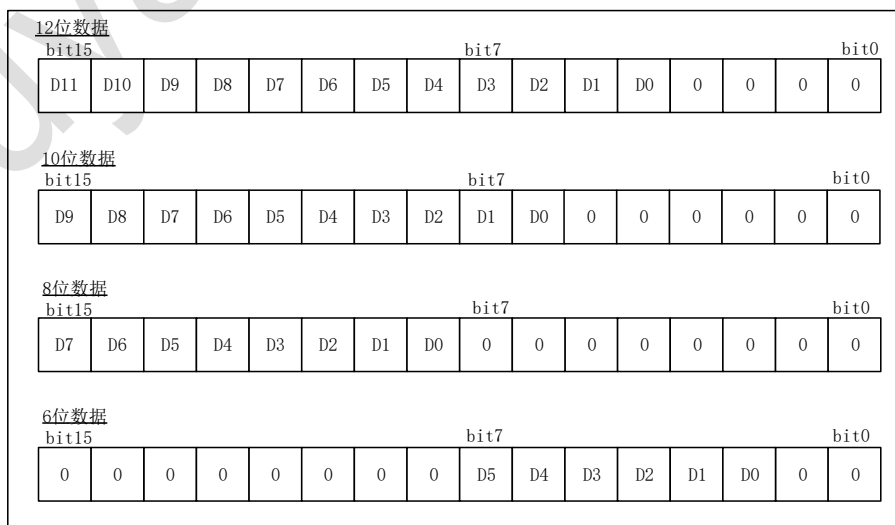 12位数据
bit15 bit7 bit0
D11 D10 D9 D8 D7 D6 D5 D4 D3 D2 D1 D0 0 0 0 0
10位数据
bit15 bit7 bit0
D9 D8 D7 D6 D5 D4 D3 D2 D1 D0 0 0 0 0 0 0
8位数据
bit15 bit7 bit0
D7 D6 D5 D4 D3 D2 D1 D0 0 0 0 0 0 0 0 0
6位数据
bit15 bit7 bit0
0 0 0 0 0 0 0 0 D5 D4 D3 D2 D1 D0 0 0